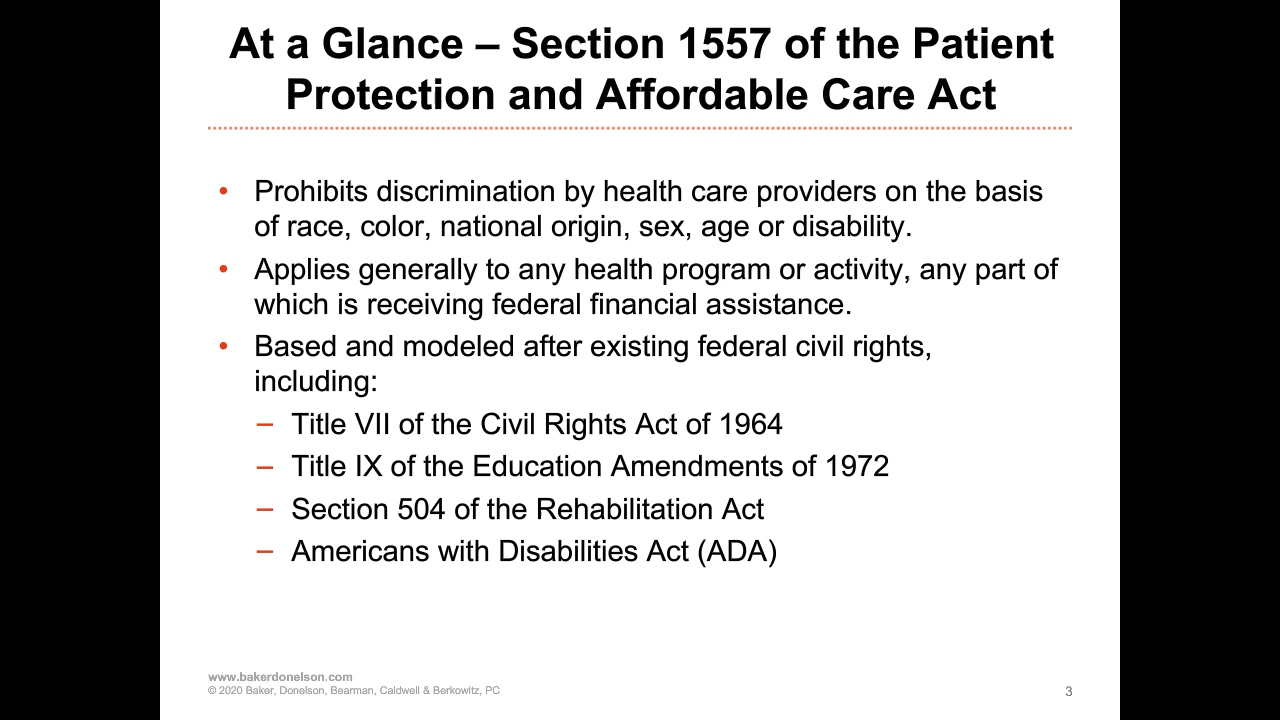 At a Glance – Section 1557 of the Patient
Protection and Affordable Care Act
• Prohibits discrimination by health care providers on the basis
of race, color, national origin, sex, age or disability.
• Applies generally to any health program or activity, any part of
which is receiving federal financial assistance.
• Based and modeled after existing federal civil rights,
including:
– Title VII of the Civil Rights Act of 1964
– Title IX of the Education Amendments of 1972
– Section 504 of the Rehabilitation Act
– Americans with Disabilities Act (ADA)
www.bakerdonelson.com
© 2020 Baker, Donelson, Bearman, Caldwell & Berkowitz, PC
3